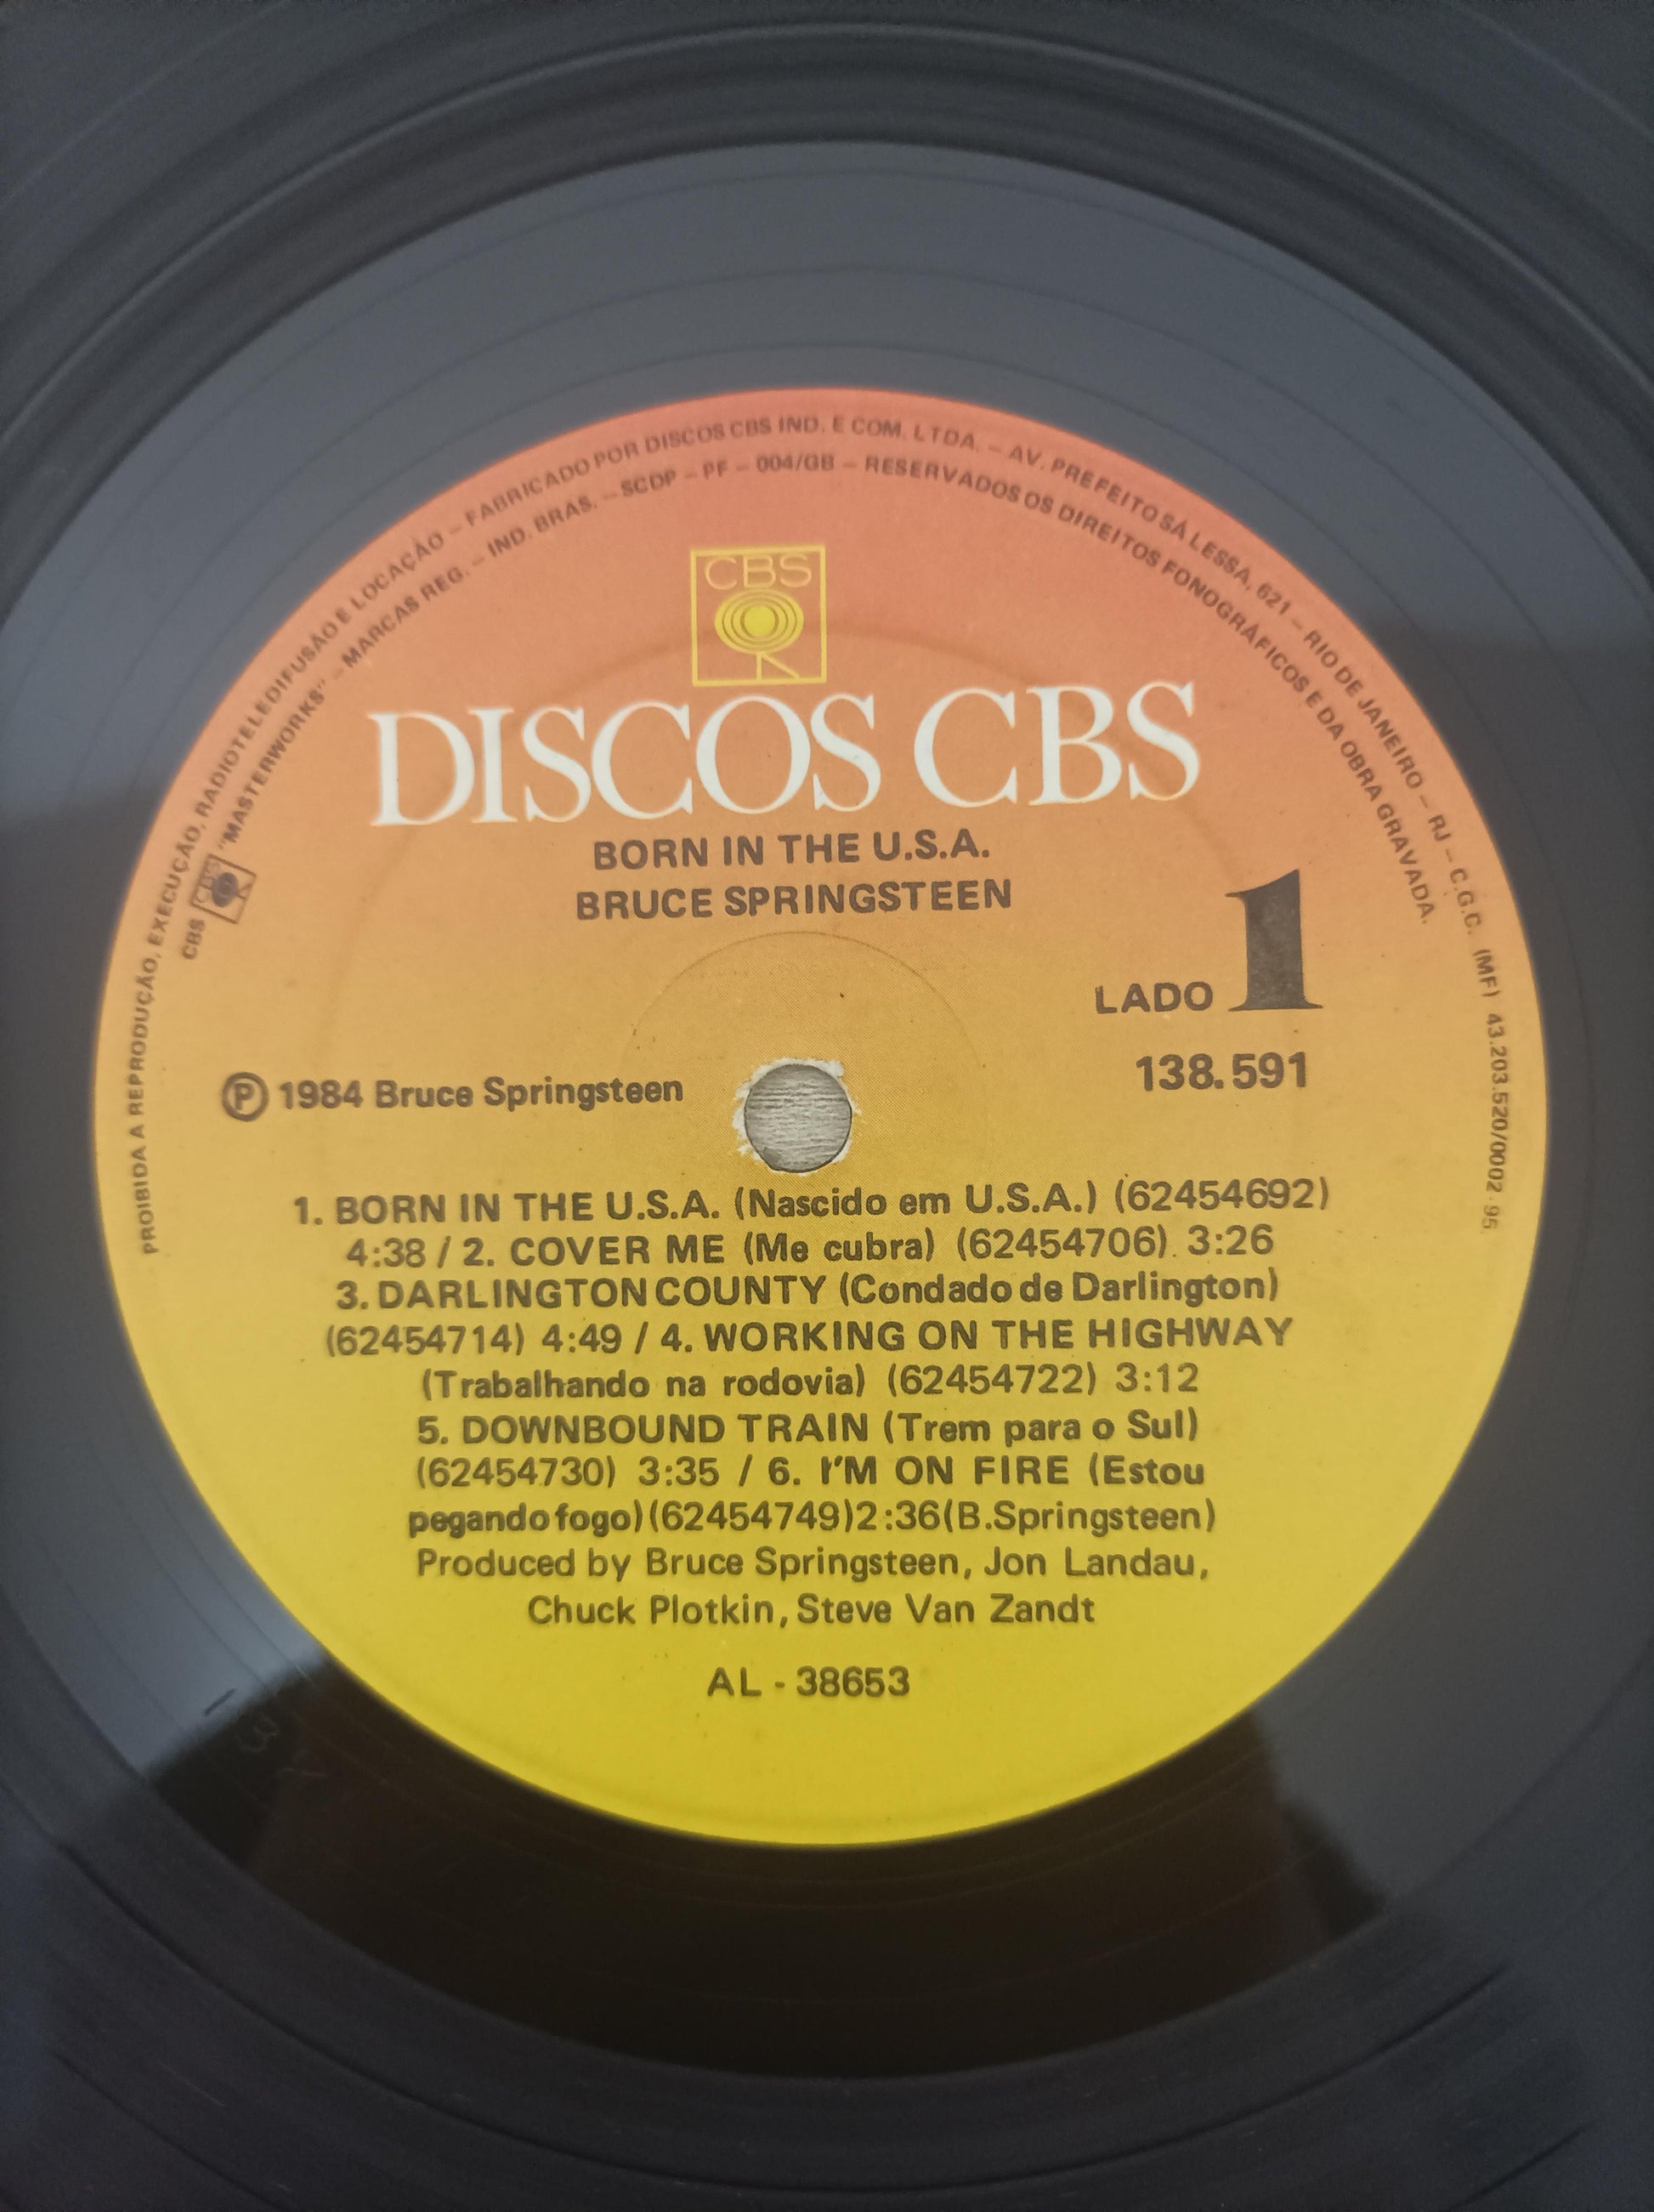 PROIBIDA A REPRODUÇÃO, EXECUÇÃO, RADIOTELEDIFUSÃO E LOCAÇÃO – FABRICADO POR DISCOS CBS IND. E COM. LTDA. – AV. PREFEITO SÁ LESSA, 621 – RIO DE JANEIRO – RJ – C.G.C. (MF) 43.203.520/0002-95
CBS CBS "MASTERWORKS" – MARCAS REG. – IND. BRAS. – SCDP – PF – 004/GB – RESERVADOS OS DIREITOS FONOGRÁFICOS E DA OBRA GRAVADA.
CBS
DISCOS CBS
BORN IN THE U.S.A.
BRUCE SPRINGSTEEN
LADO 1
138.591
Ⓟ 1984 Bruce Springsteen
1. BORN IN THE U.S.A. (Nascido em U.S.A.) (62454692)
4:38 / 2. COVER ME (Me cubra) (62454706) 3:26
3. DARLINGTON COUNTY (Condado de Darlington)
(62454714) 4:49 / 4. WORKING ON THE HIGHWAY
(Trabalhando na rodovia) (62454722) 3:12
5. DOWNBOUND TRAIN (Trem para o Sul)
(62454730) 3:35 / 6. I'M ON FIRE (Estou
pegando fogo) (62454749) 2:36 (B.Springsteen)
Produced by Bruce Springsteen, Jon Landau,
Chuck Plotkin, Steve Van Zandt
AL - 38653